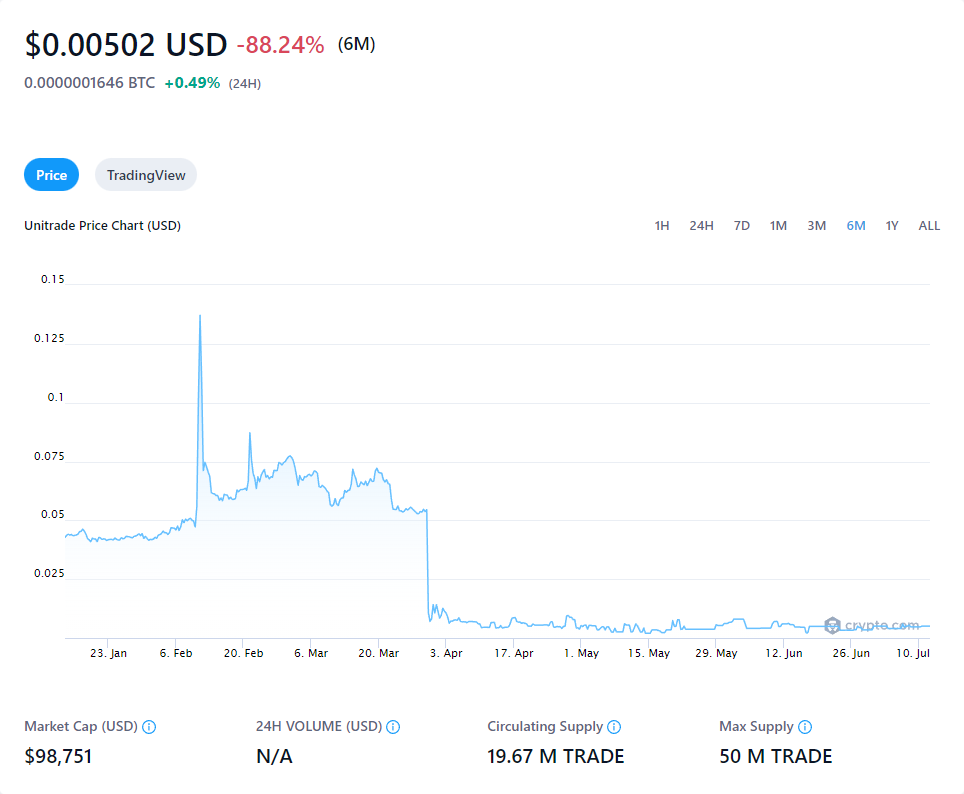 $0.00502 USD -88.24% (6M)
0.0000001646 BTC +0.49% (24H)
Price TradingView
Unitrade Price Chart (USD) 1H 24H 7D 1M 3M 6M 1Y ALL
0.15
0.125
0.1
0.075
0.05
0.025
crypto.com
23. Jan 6. Feb 20. Feb 6. Mar 20. Mar 3. Apr 17. Apr 1. May 15. May 29. May 12. Jun 26. Jun 10. Jul
Market Cap (USD) 24H VOLUME (USD) Circulating Supply Max Supply
$98,751 N/A 19.67 M TRADE 50 M TRADE